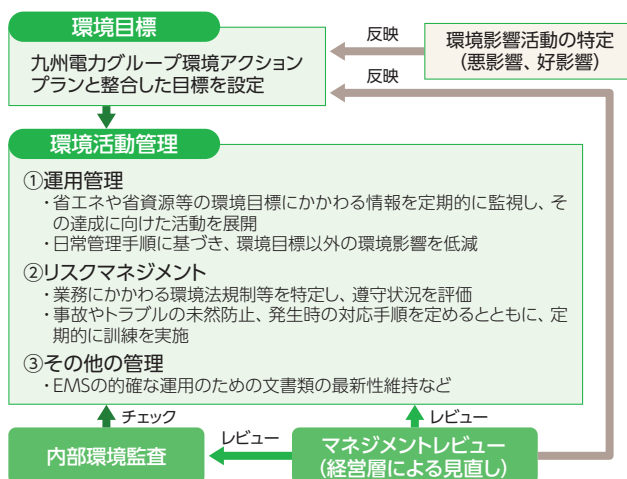 環境目標
九州電力グループ環境アクション
プランと整合した目標を設定
反映
環境影響活動の特定
(悪影響、好影響)
反映
環境活動管理
①運用管理
・省エネや省資源等の環境目標にかかわる情報を定期的に監視し、そ
の達成に向けた活動を展開
・日常管理手順に基づき、環境目標以外の環境影響を低減
②リスクマネジメント
・業務にかかわる環境法規制等を特定し、遵守状況を評価
・事故やトラブルの未然防止、発生時の対応手順を定めるとともに、定
期的に訓練を実施
③その他の管理
・EMSの的確な運用のための文書類の最新性維持など
チェック
レビュー
内部環境監査
レビュー
マネジメントレビュー
(経営層による見直し)